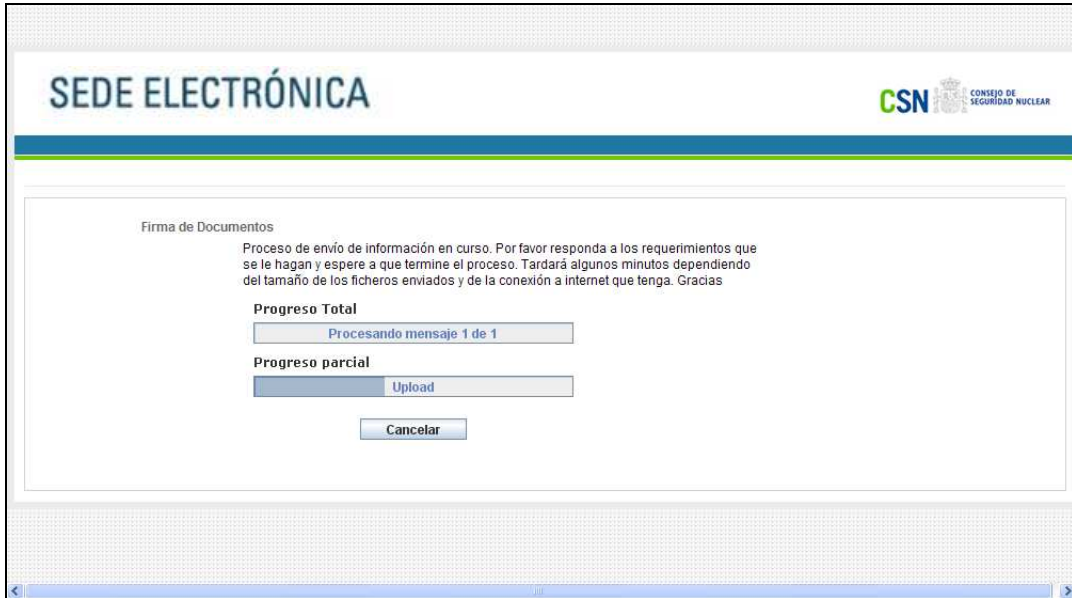 SEDE ELECTRÓNICA
CSN
CONSEJO DE
SEGURIDAD NUCLEAR
Firma de Documentos
Proceso de envío de información en curso. Por favor responda a los requerimientos que
se le hagan y espere a que termine el proceso. Tardará algunos minutos dependiendo
del tamaño de los ficheros enviados y de la conexión a internet que tenga. Gracias
Progreso Total
Procesando mensaje 1 de 1
Progreso parcial
Upload
Cancelar